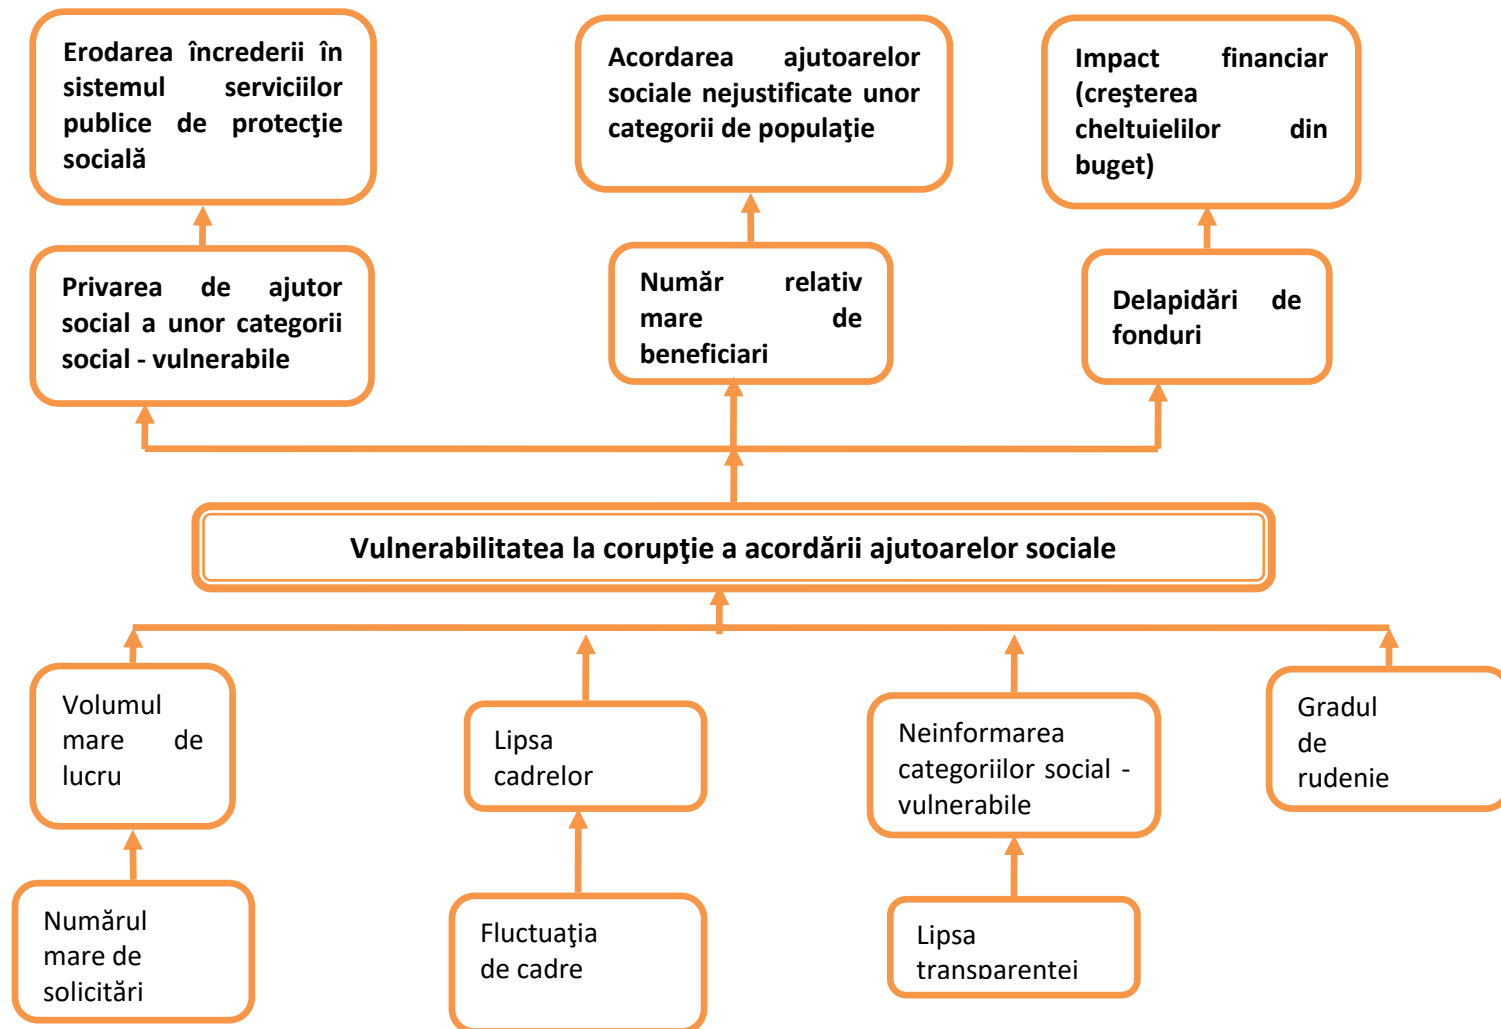 Erodarea încrederii în
sistemul serviciilor
publice de protecţie
socială
Acordarea ajutoarelor
sociale nejustificate unor
categorii de populaţie
Impact financiar
(creşterea
cheltuielilor din
buget)
Privarea de ajutor
social a unor categorii
social - vulnerabile
Număr relativ
mare de
beneficiari
Delapidări de
fonduri
Vulnerabilitatea la corupţie a acordării ajutoarelor sociale
Volumul
mare de
lucru
Lipsa
cadrelor
Neinformarea
categoriilor social -
vulnerabile
Gradul
de
rudenie
Numărul
mare de
solicitări
Fluctuaţia
de cadre
Lipsa
transparenţei